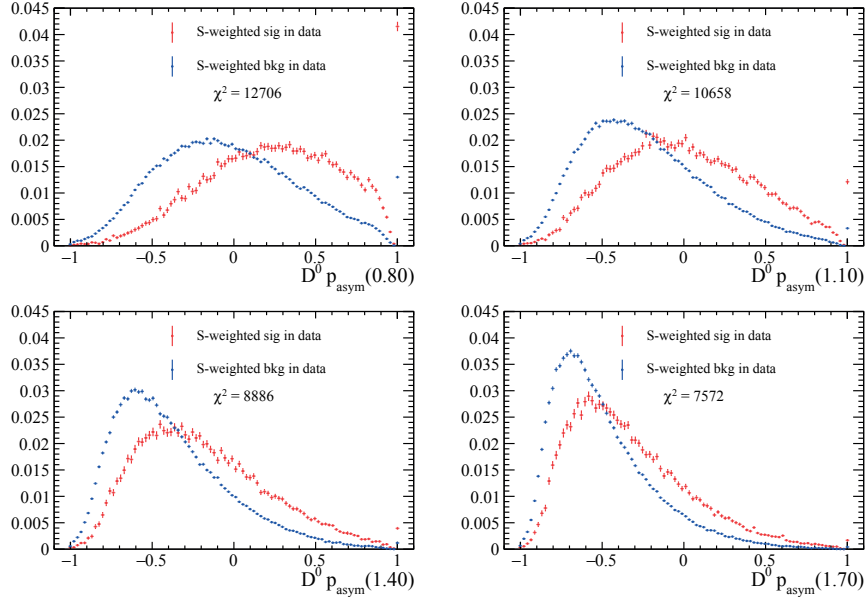 0.045
0.04
0.035
0.03
0.025
0.02
0.015
0.01
0.005
0
−1 −0.5 0 0.5 1
S-weighted sig in data
S-weighted bkg in data
χ² = 12706
D⁰ p_asym(0.80)
0.045
0.04
0.035
0.03
0.025
0.02
0.015
0.01
0.005
0
−1 −0.5 0 0.5 1
S-weighted sig in data
S-weighted bkg in data
χ² = 10658
D⁰ p_asym(1.10)
0.045
0.04
0.035
0.03
0.025
0.02
0.015
0.01
0.005
0
−1 −0.5 0 0.5 1
S-weighted sig in data
S-weighted bkg in data
χ² = 8886
D⁰ p_asym(1.40)
0.045
0.04
0.035
0.03
0.025
0.02
0.015
0.01
0.005
0
−1 −0.5 0 0.5 1
S-weighted sig in data
S-weighted bkg in data
χ² = 7572
D⁰ p_asym(1.70)